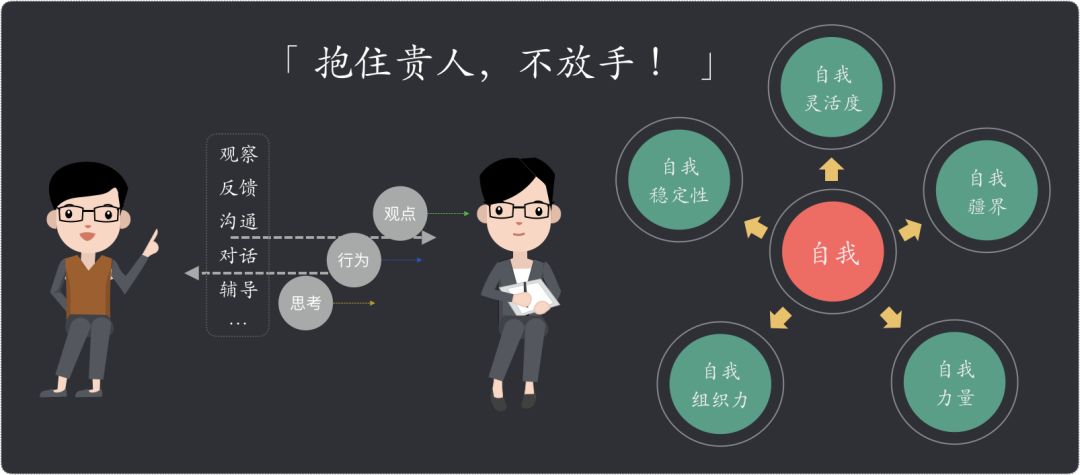 「 抱住贵人，不放手！ 」
观察
反馈
沟通
对话
辅导
...
观点
行为
思考
自我
灵活度
自我
稳定性
自我
疆界
自我
自我
组织力
自我
力量